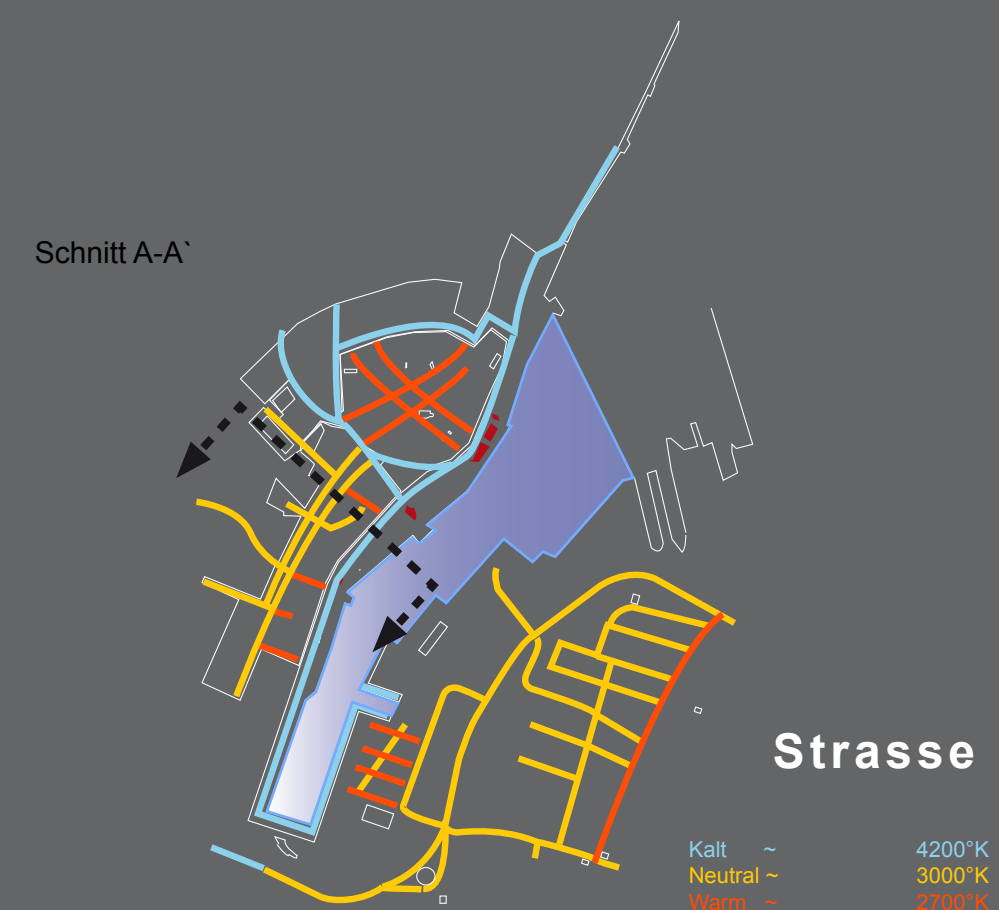 Schnitt A-A`
Strasse
Kalt ~ 4200°K
Neutral ~ 3000°K
Warm ~ 2700°K